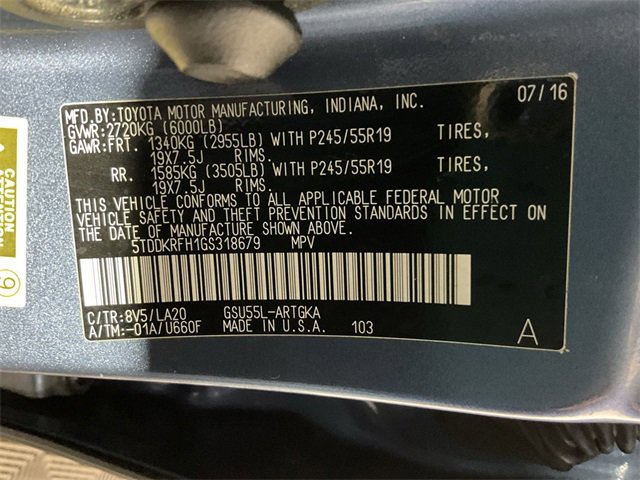 MFD.BY:TOYOTA MOTOR MANUFACTURING, INDIANA, INC. 07/16
GVWR:2720KG (6000LB)
GAWR:FRT. 1340KG (2955LB) WITH P245/55R19 TIRES,
19X7.5J RIMS.
RR. 1585KG (3505LB) WITH P245/55R19 TIRES,
19X7.5J RIMS.
THIS VEHICLE CONFORMS TO ALL APPLICABLE FEDERAL MOTOR
VEHICLE SAFETY AND THEFT PREVENTION STANDARDS IN EFFECT ON
THE DATE OF MANUFACTURE SHOWN ABOVE.
5TDDKRFH1GS318679 MPV
C/TR:8V5/LA20 GSU55L-ARTGKA
A/TM:-01A/U660F MADE IN U.S.A. 103 A
CAUTION
9